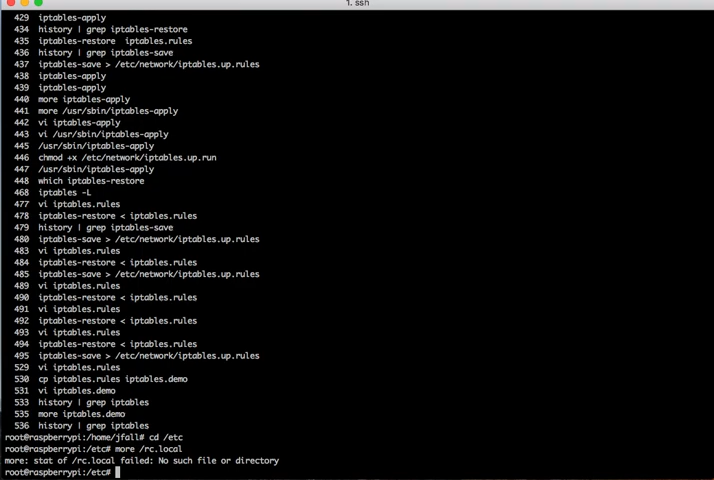 1. ssh
429 iptables-apply
434 history | grep iptables-restore
435 iptables-restore iptables.rules
436 history | grep iptables-save
437 iptables-save > /etc/network/iptables.up.rules
438 iptables-apply
439 iptables-apply
440 more iptables-apply
441 more /usr/sbin/iptables-apply
442 vi iptables-apply
443 vi /usr/sbin/iptables-apply
445 /usr/sbin/iptables-apply
446 chmod +x /etc/network/iptables.up.run
447 /usr/sbin/iptables-apply
448 which iptables-restore
468 iptables -L
477 vi iptables.rules
478 iptables-restore < iptables.rules
479 history | grep iptables-save
480 iptables-save > /etc/network/iptables.up.rules
483 vi iptables.rules
484 iptables-restore < iptables.rules
485 iptables-save > /etc/network/iptables.up.rules
489 vi iptables.rules
490 iptables-restore < iptables.rules
491 vi iptables.rules
492 iptables-restore < iptables.rules
493 vi iptables.rules
494 iptables-restore < iptables.rules
495 iptables-save > /etc/network/iptables.up.rules
529 vi iptables.rules
530 cp iptables.rules iptables.demo
531 vi iptables.demo
533 history | grep iptables
535 more iptables.demo
536 history | grep iptables
root@raspberrypi:/home/jfall# cd /etc
root@raspberrypi:/etc# more /rc.local
more: stat of /rc.local failed: No such file or directory
root@raspberrypi:/etc#